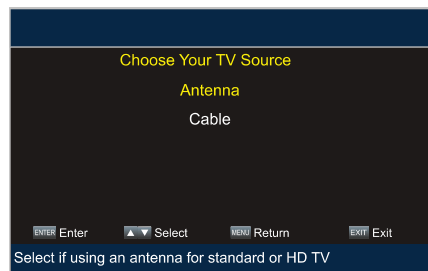 Choose Your TV Source
Antenna
Cable
ENTER Enter ▲ ▼ Select MENU Return EXIT Exit
Select if using an antenna for standard or HD TV